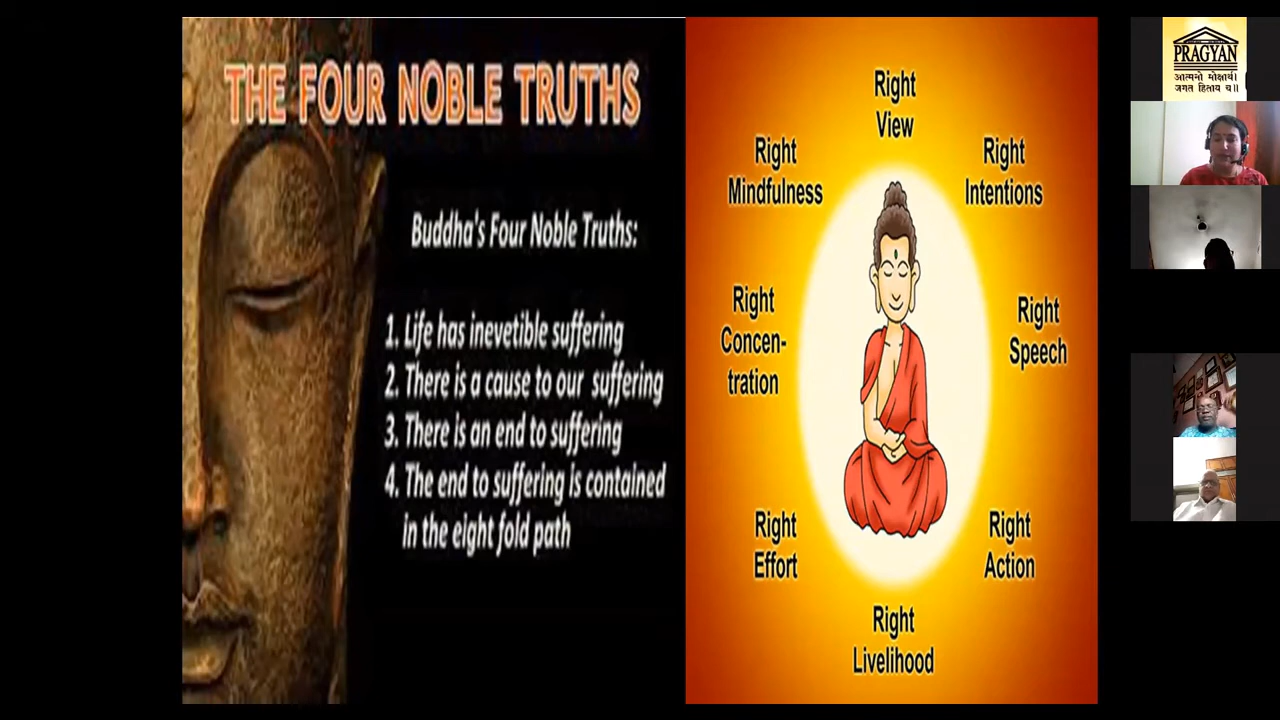 THE FOUR NOBLE TRUTHS
Buddha's Four Noble Truths:
1. Life has inevetible suffering
2. There is a cause to our suffering
3. There is an end to suffering
4. The end to suffering is contained
in the eight fold path
Right
View
Right
Intentions
Right
Speech
Right
Action
Right
Livelihood
Right
Effort
Right
Concen-
tration
Right
Mindfulness
PRAGYAN
आत्मनो मोक्षार्थं।
जगत हिताय च॥